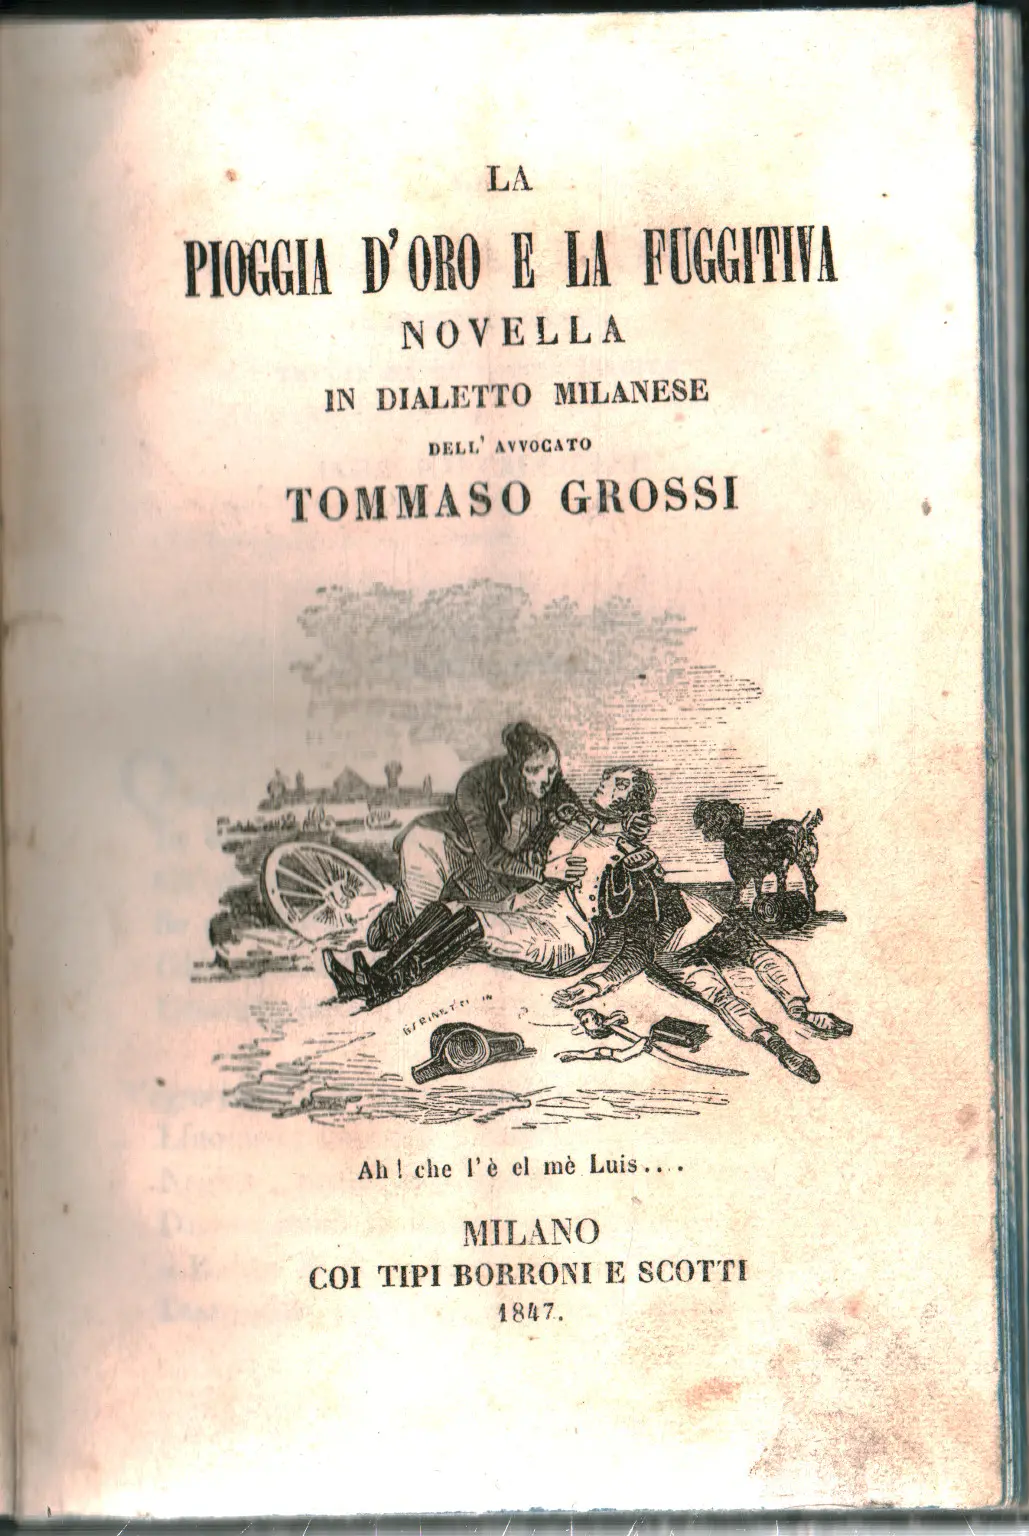 LA
PIOGGIA D'ORO E LA FUGGITIVA
NOVELLA
IN DIALETTO MILANESE
DELL' AVVOCATO
TOMMASO GROSSI
Ah! che l'è el mè Luis....
MILANO
COI TIPI BORRONI E SCOTTI
1847.